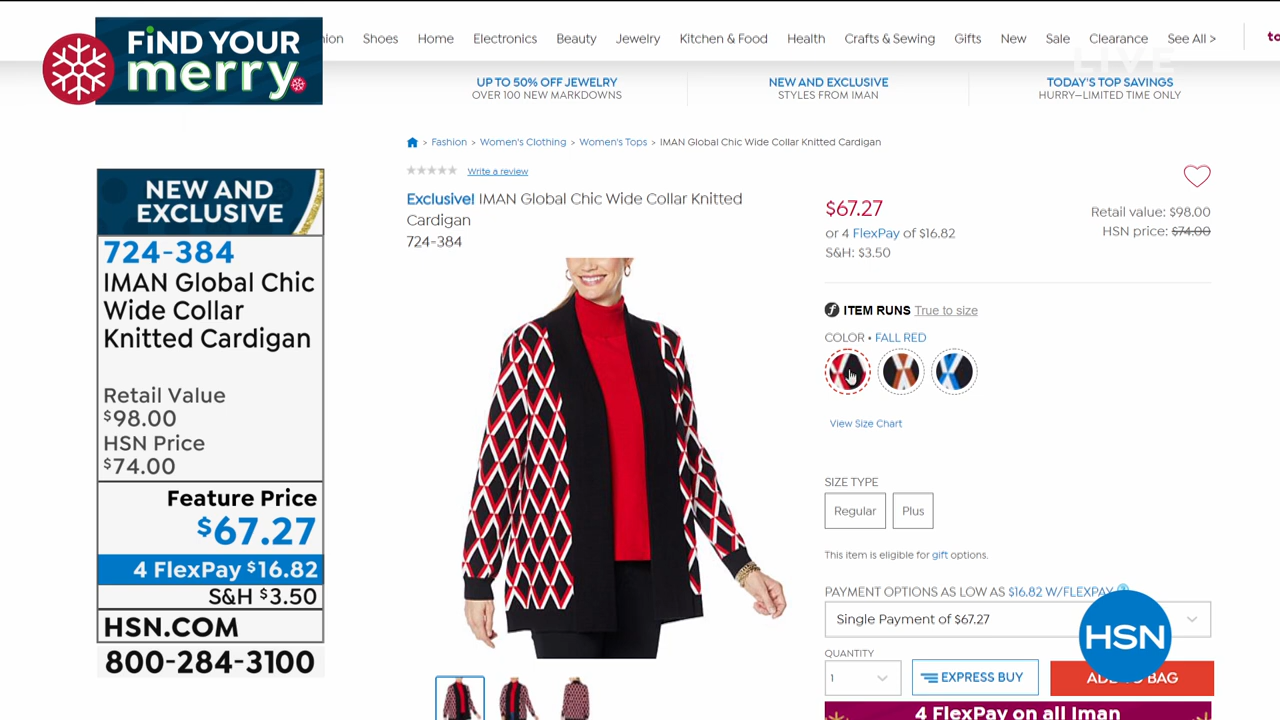 FiND YOUR
merry
ion Shoes Home Electronics Beauty Jewelry Kitchen & Food Health Crafts & Sewing Gifts New Sale Clearance See All >
LIVE
UP TO 50% OFF JEWELRY
OVER 100 NEW MARKDOWNS
NEW AND EXCLUSIVE
STYLES FROM IMAN
TODAY'S TOP SAVINGS
HURRY—LIMITED TIME ONLY
> Fashion > Women's Clothing > Women's Tops > IMAN Global Chic Wide Collar Knitted Cardigan
Write a review
Exclusive! IMAN Global Chic Wide Collar Knitted
Cardigan
724-384
NEW AND
EXCLUSIVE
724-384
IMAN Global Chic
Wide Collar
Knitted Cardigan
Retail Value
$98.00
HSN Price
$74.00
Feature Price
$67.27
4 FlexPay $16.82
S&H $3.50
HSN.COM
800-284-3100
$67.27
or 4 FlexPay of $16.82
S&H: $3.50
Retail value: $98.00
HSN price: $74.00
ITEM RUNS True to size
COLOR • FALL RED
View Size Chart
SIZE TYPE
Regular Plus
This item is eligible for gift options.
PAYMENT OPTIONS AS LOW AS $16.82 W/FLEXPAY
Single Payment of $67.27
HSN
QUANTITY
1
EXPRESS BUY
BAG
4 FlexPay on all Iman